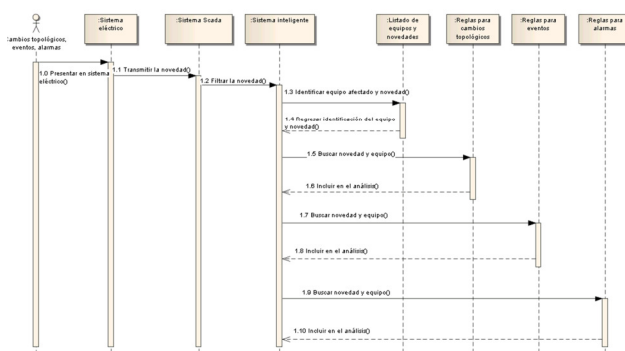 :Sistema
eléctrico
:Sistema Scada
:Sistema inteligente
:Listado de
equipos y
novedades
:Reglas para
cambios
topológicos
:Reglas para
eventos
:Reglas para
alarmas
Cambios topológicos,
eventos, alarmas
1.0 Presentar en sistema
eléctrico()
1.1 Transmitir la novedad()
1.2 Filtrar la novedad()
1.3 Identificar equipo afectado y novedad()
1.4 Regresar identificación del equipo
y novedad()
1.5 Buscar novedad y equipo()
1.6 Incluir en el análisis()
1.7 Buscar novedad y equipo()
1.8 Incluir en el análisis()
1.9 Buscar novedad y equipo()
1.10 Incluir en el análisis()